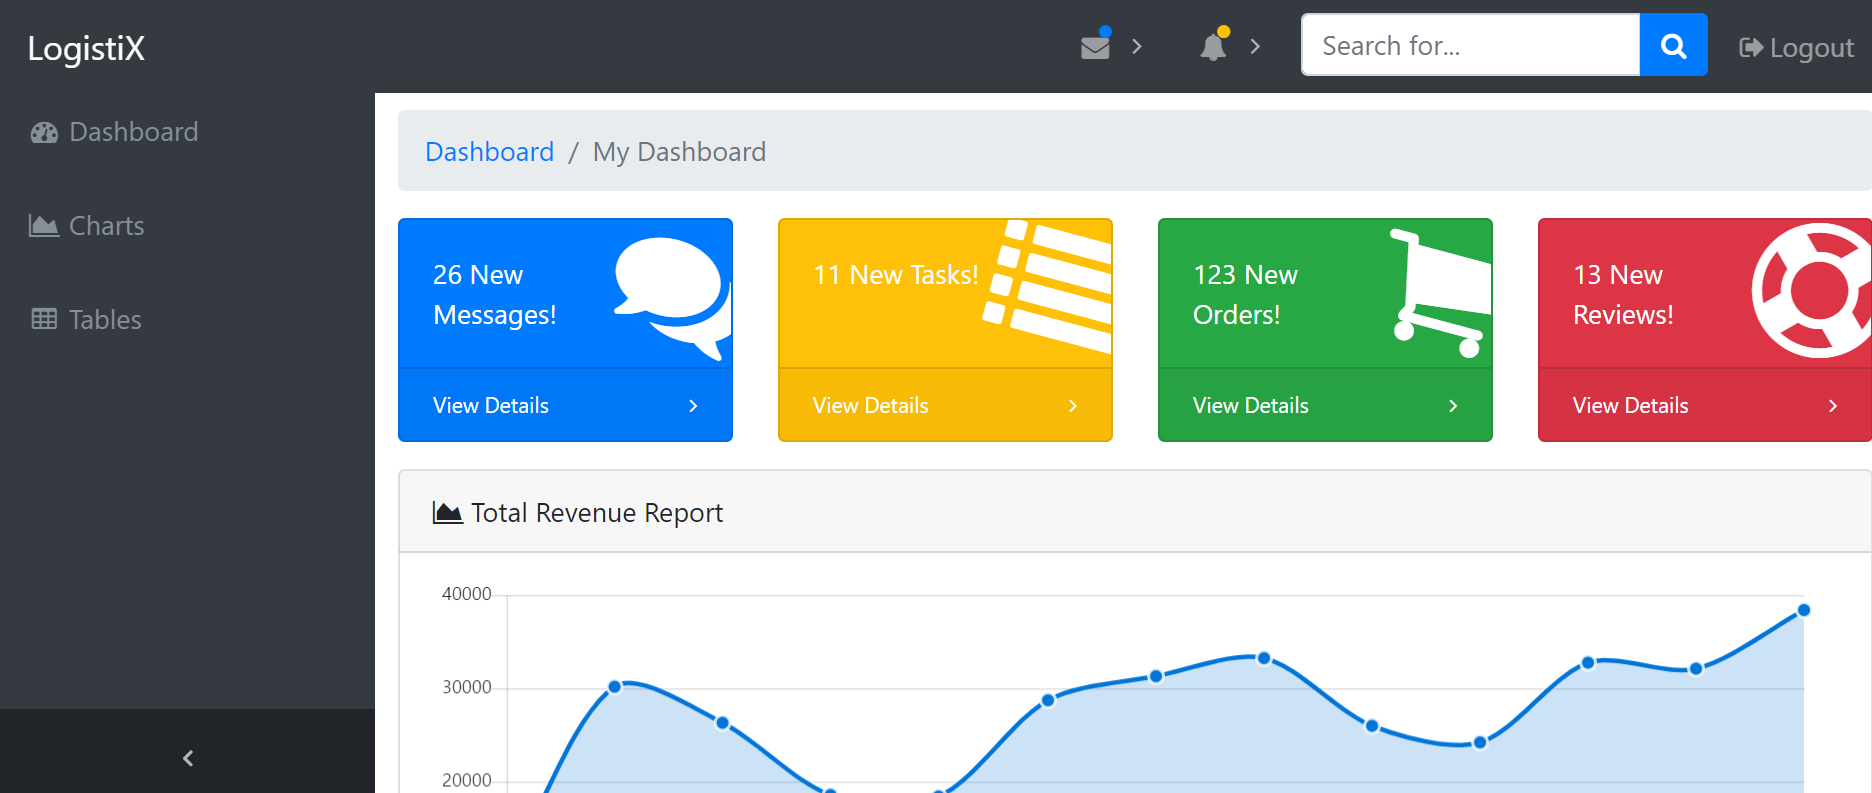 LogistiX
Search for...
Logout
Dashboard
Charts
Tables
Dashboard / My Dashboard
26 New
Messages!
View Details
11 New Tasks!
View Details
123 New
Orders!
View Details
13 New
Reviews!
View Details
Total Revenue Report
40000
30000
20000